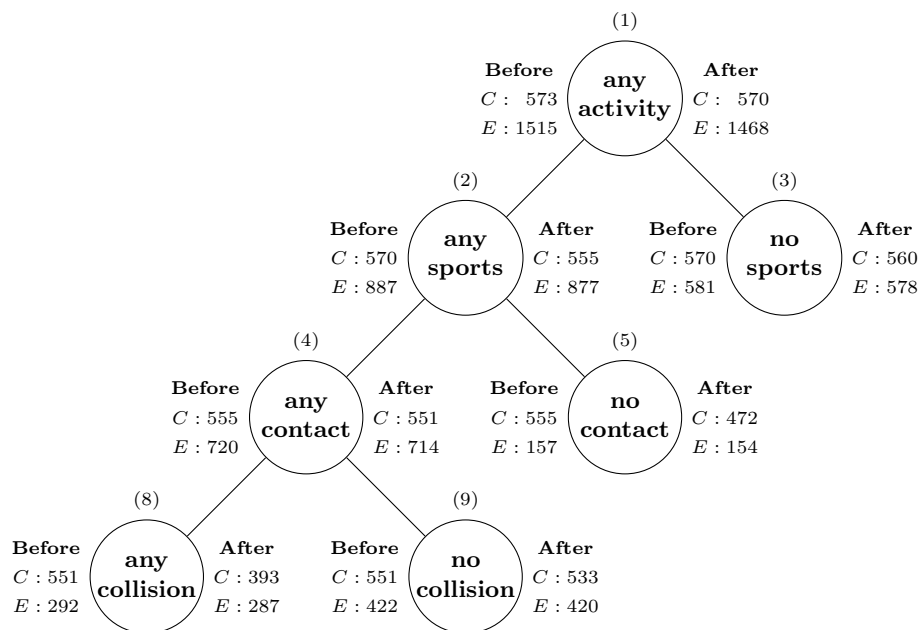 (1)
Before
any
activity
After
C : 573
C : 570
E : 1515
E : 1468
(2)
(3)
Before
any
sports
After
Before
no
sports
After
C : 570
C : 555
C : 570
C : 560
E : 887
E : 877
E : 581
E : 578
(4)
(5)
Before
any
contact
After
Before
no
contact
After
C : 555
C : 551
C : 555
C : 472
E : 720
E : 714
E : 157
E : 154
(8)
(9)
Before
any
collision
After
Before
no
collision
After
C : 551
C : 393
C : 551
C : 533
E : 292
E : 287
E : 422
E : 420